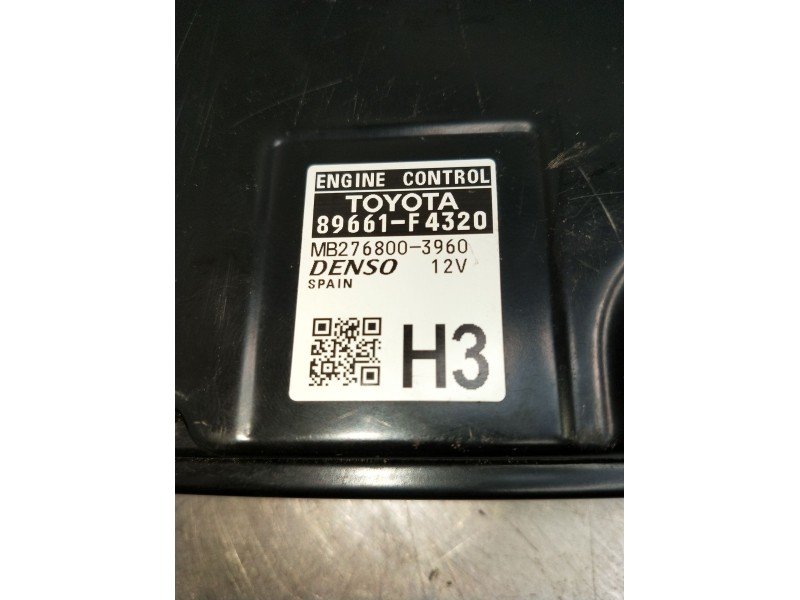 ENGINE CONTROL
TOYOTA
89661-F4320
MB276800-3960
DENSO 12V
SPAIN
H3